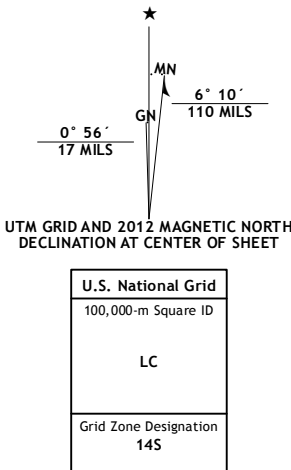 ★
MN
GN
6° 10´
110 MILS
0° 56´
17 MILS
UTM GRID AND 2012 MAGNETIC NORTH
DECLINATION AT CENTER OF SHEET
U.S. National Grid
100,000-m Square ID
LC
Grid Zone Designation
14S